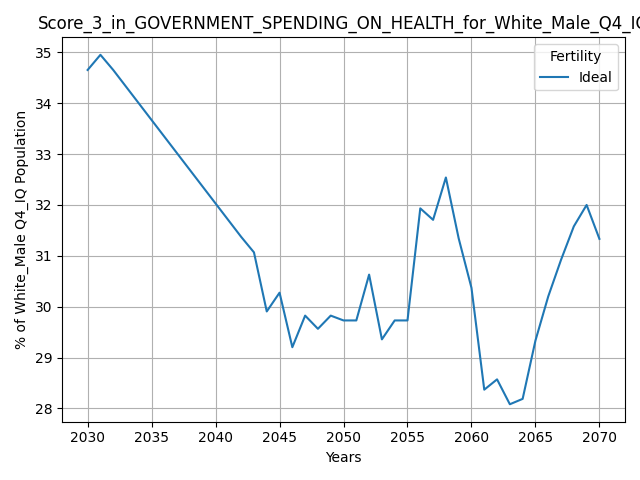 Score_3_in_GOVERNMENT_SPENDING_ON_HEALTH_for_White_Male_Q4_IQ
Fertility
Ideal
35
34
33
32
31
30
29
28
% of White_Male Q4_IQ Population
2030 2035 2040 2045 2050 2055 2060 2065 2070
Years